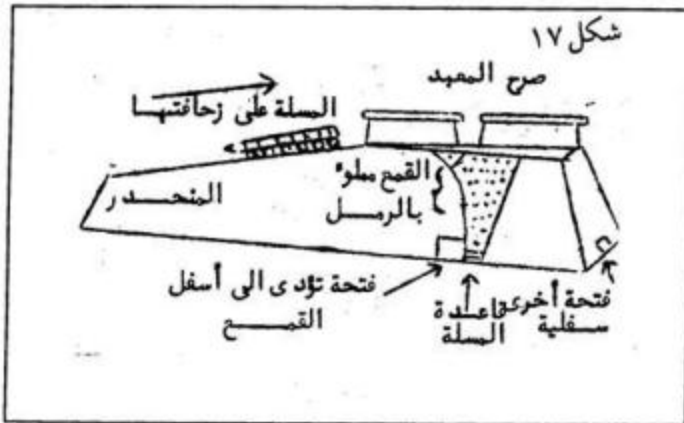 شكل ١٧
صرح المعبد
المسلة على زحافتها
القمع مملوء
بالرمل
المنحدر
فتحة تؤدى الى أسفل
القمع
قاعدة
المسلة
فتحة أخرى
سفلية